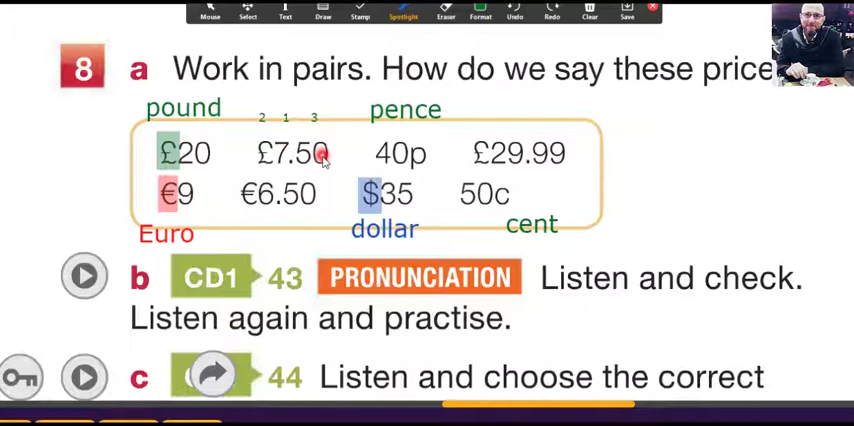 Mouse Select Text Draw Stamp Spotlight Eraser Format Undo Redo Clear Save
8 a Work in pairs. How do we say these price
pound 2 1 3 pence
£20 £7.50 40p £29.99
€9 €6.50 $35 50c
Euro dollar cent
b CD1 43 PRONUNCIATION Listen and check.
Listen again and practise.
c 44 Listen and choose the correct